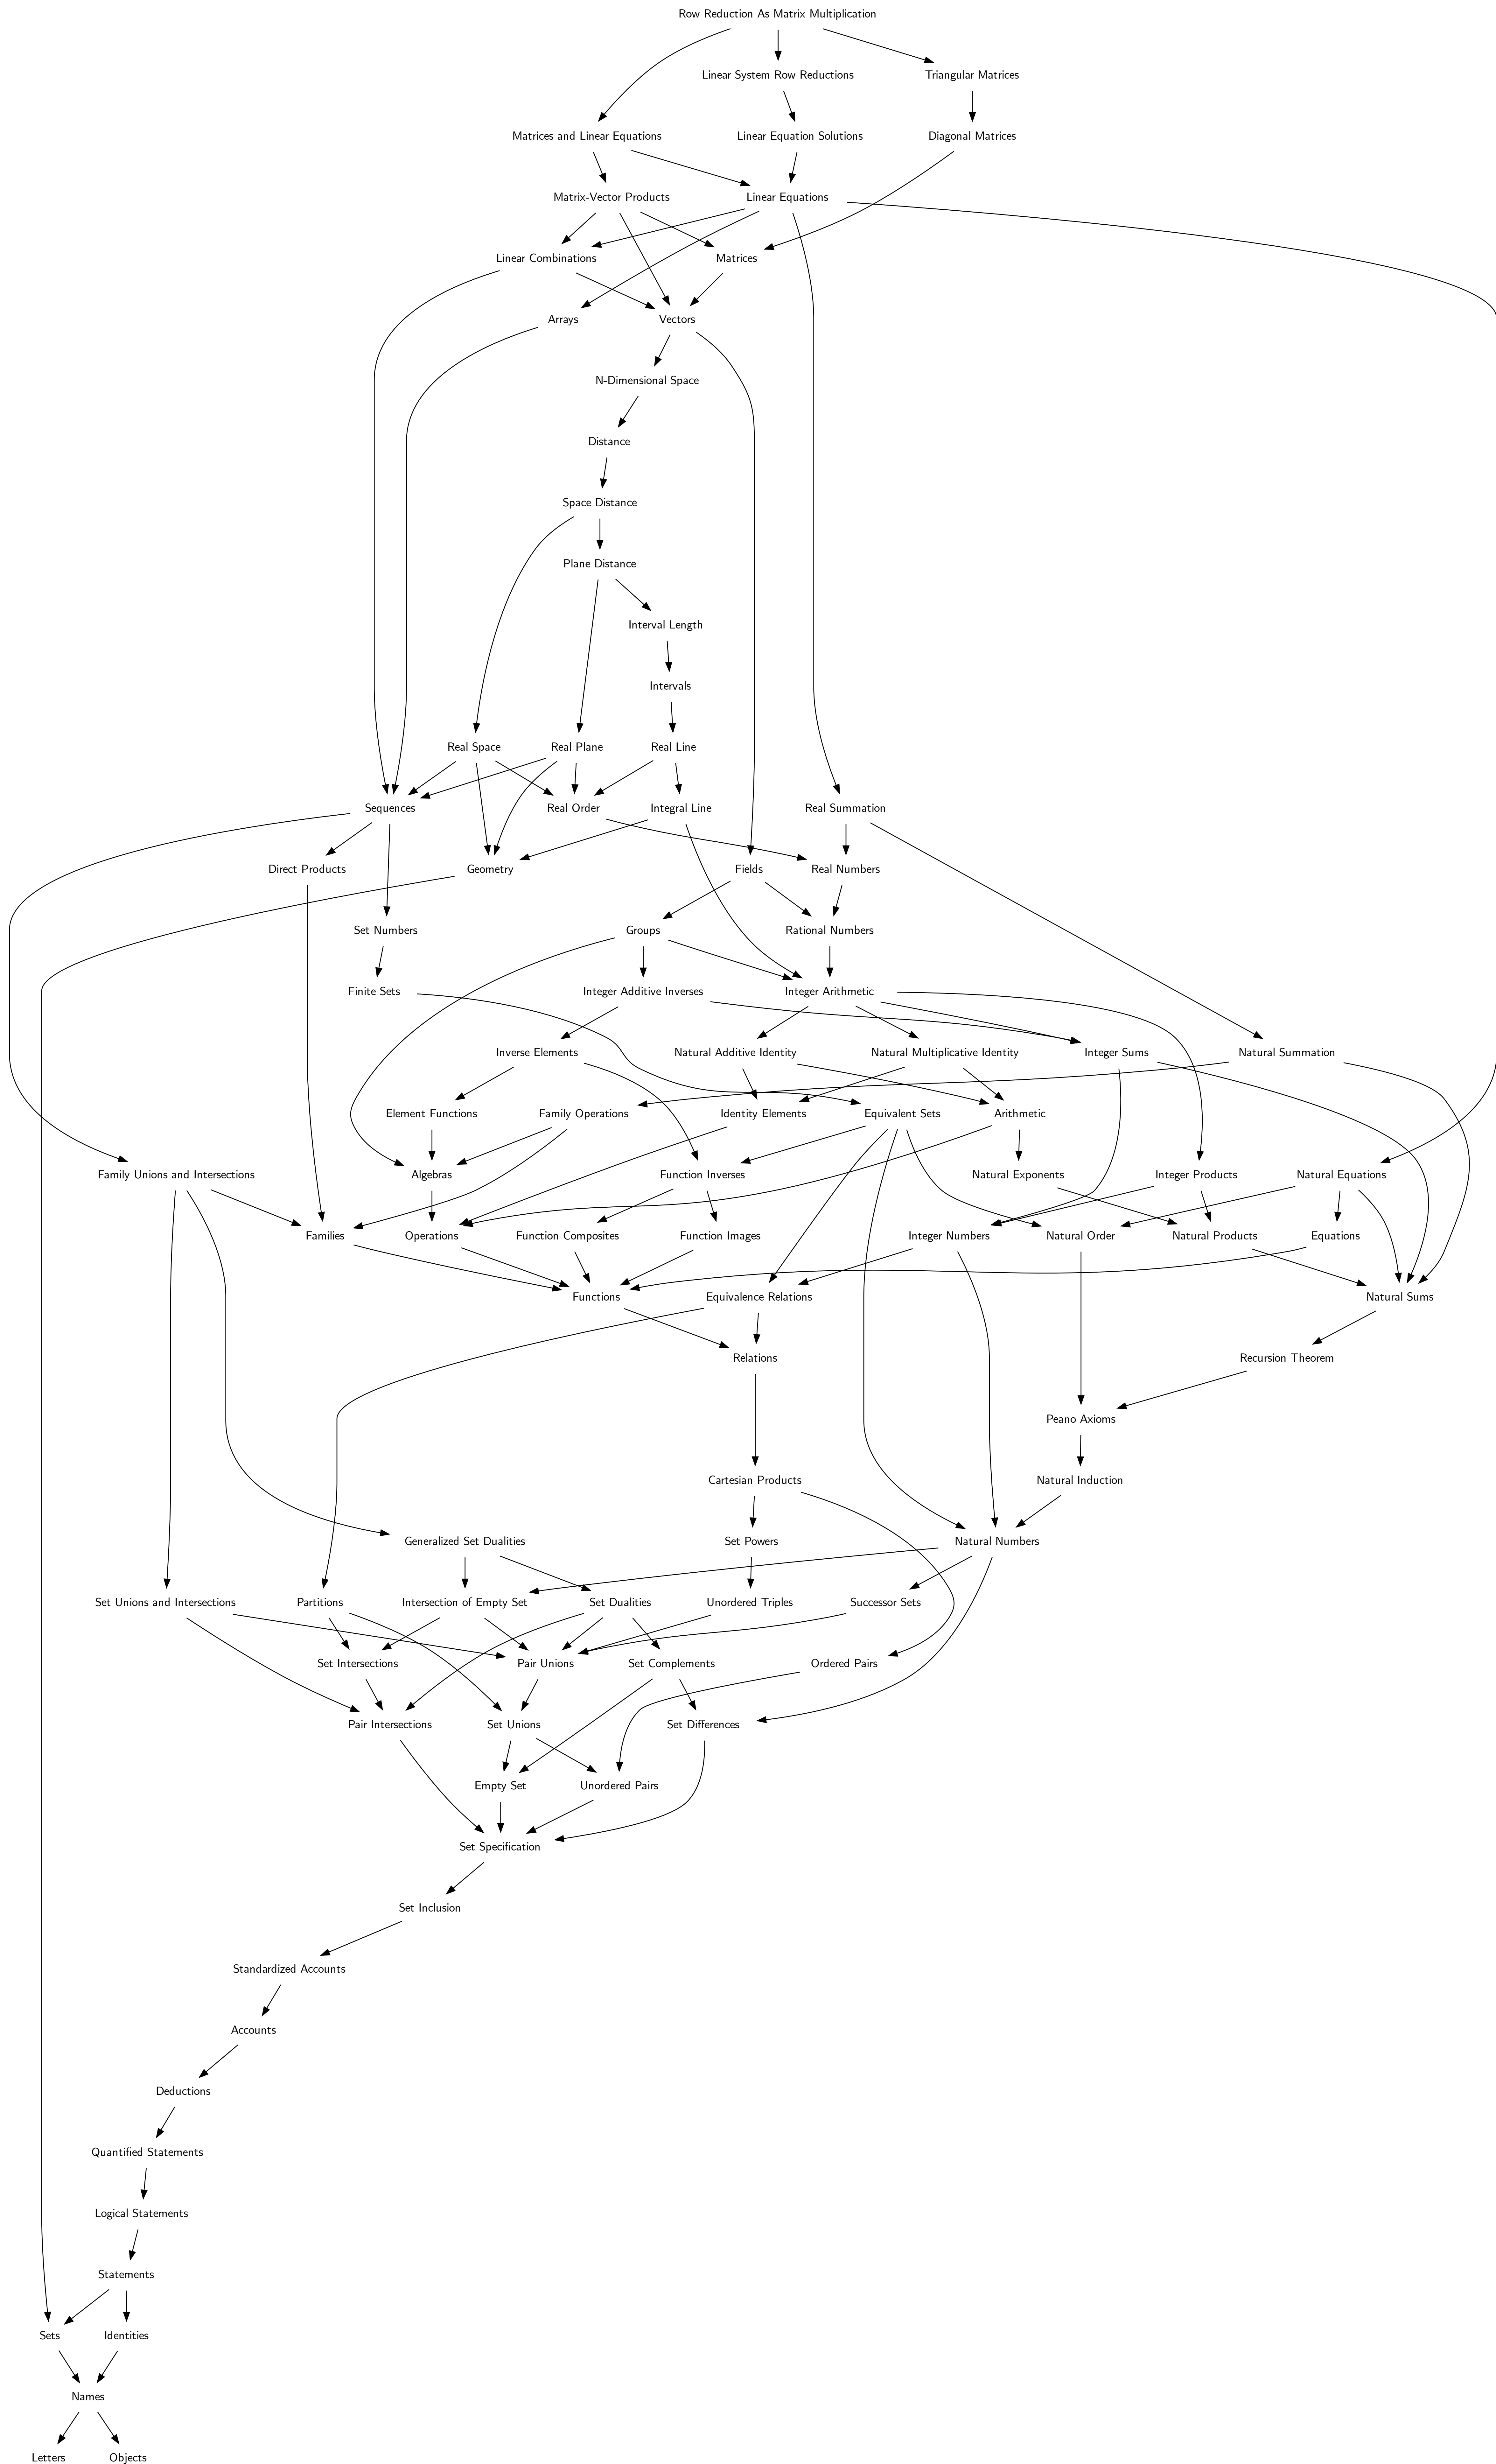 Row Reduction As Matrix Multiplication
Linear System Row Reductions
Triangular Matrices
Matrices and Linear Equations
Linear Equation Solutions
Diagonal Matrices
Matrix-Vector Products
Linear Equations
Linear Combinations
Matrices
Arrays
Vectors
N-Dimensional Space
Distance
Space Distance
Plane Distance
Interval Length
Intervals
Real Space
Real Plane
Real Line
Sequences
Real Order
Integral Line
Real Summation
Direct Products
Geometry
Fields
Real Numbers
Set Numbers
Groups
Rational Numbers
Finite Sets
Integer Additive Inverses
Integer Arithmetic
Inverse Elements
Natural Additive Identity
Natural Multiplicative Identity
Integer Sums
Natural Summation
Element Functions
Family Operations
Identity Elements
Equivalent Sets
Arithmetic
Family Unions and Intersections
Algebras
Function Inverses
Natural Exponents
Integer Products
Natural Equations
Families
Operations
Function Composites
Function Images
Integer Numbers
Natural Order
Natural Products
Equations
Functions
Equivalence Relations
Natural Sums
Relations
Recursion Theorem
Peano Axioms
Cartesian Products
Natural Induction
Generalized Set Dualities
Set Powers
Natural Numbers
Set Unions and Intersections
Partitions
Intersection of Empty Set
Set Dualities
Unordered Triples
Successor Sets
Set Intersections
Pair Unions
Set Complements
Ordered Pairs
Pair Intersections
Set Unions
Set Differences
Empty Set
Unordered Pairs
Set Specification
Set Inclusion
Standardized Accounts
Accounts
Deductions
Quantified Statements
Logical Statements
Statements
Sets
Identities
Names
Letters
Objects